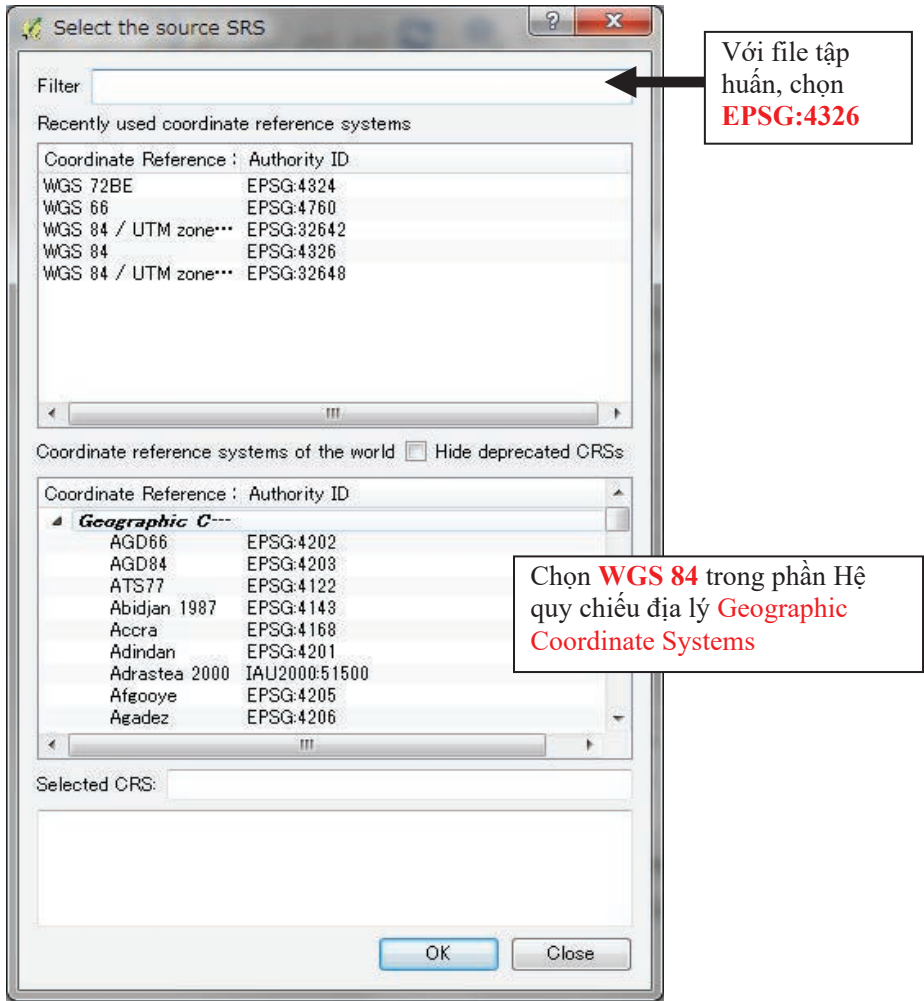 Select the source SRS
Với file tập
huấn, chọn
EPSG:4326
Filter
Recently used coordinate reference systems
Coordinate Reference : Authority ID
WGS 72BE EPSG:4324
WGS 66 EPSG:4760
WGS 84 / UTM zone··· EPSG:32642
WGS 84 EPSG:4326
WGS 84 / UTM zone··· EPSG:32648
Coordinate reference systems of the world Hide deprecated CRSs
Coordinate Reference : Authority ID
Geographic C···
AGD66 EPSG:4202
AGD84 EPSG:4203
ATS77 EPSG:4122
Abidjan 1987 EPSG:4143
Accra EPSG:4168
Adindan EPSG:4201
Adrastea 2000 IAU2000:51500
Afgooye EPSG:4205
Agadez EPSG:4206
Chọn WGS 84 trong phần Hệ
quy chiếu địa lý Geographic
Coordinate Systems
Selected CRS:
OK Close